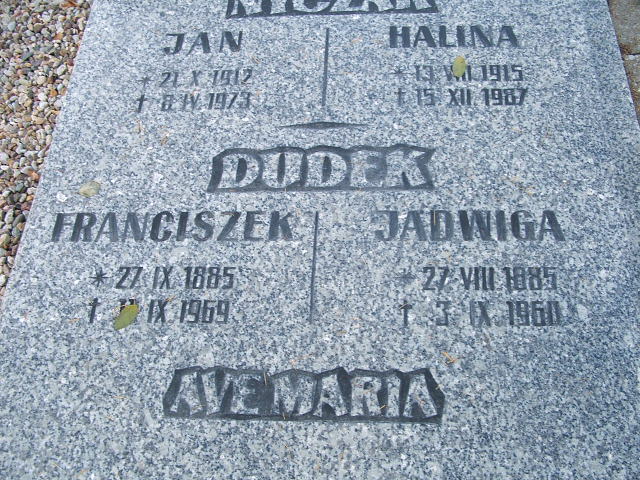 JAN HALINA
* 21 X 1912 * 13 VII 1915
† 8 IV 1973 † 15 XII 1987
DUDEK
FRANCISZEK JADWIGA
* 27 IX 1885 * 27 VIII 1885
† IX 1969 † 3 IX 1960
AVE MARIA